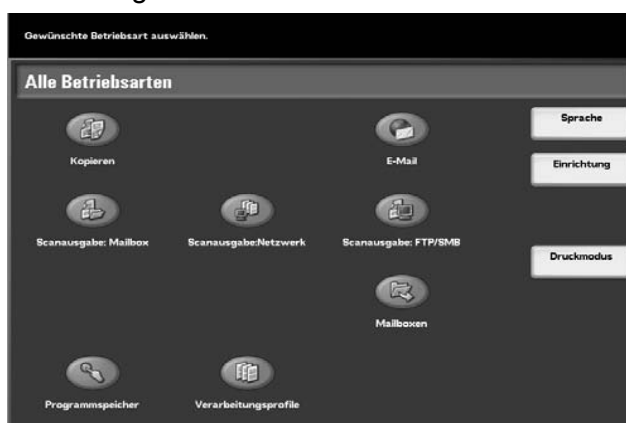 Gewünschte Betriebsart auswählen.
Alle Betriebsarten
Kopieren
E-Mail
Sprache
Einrichtung
Scanausgabe: Mailbox
Scanausgabe:Netzwerk
Scanausgabe: FTP/SMB
Druckmodus
Mailboxen
Programmspeicher
Verarbeitungsprofile